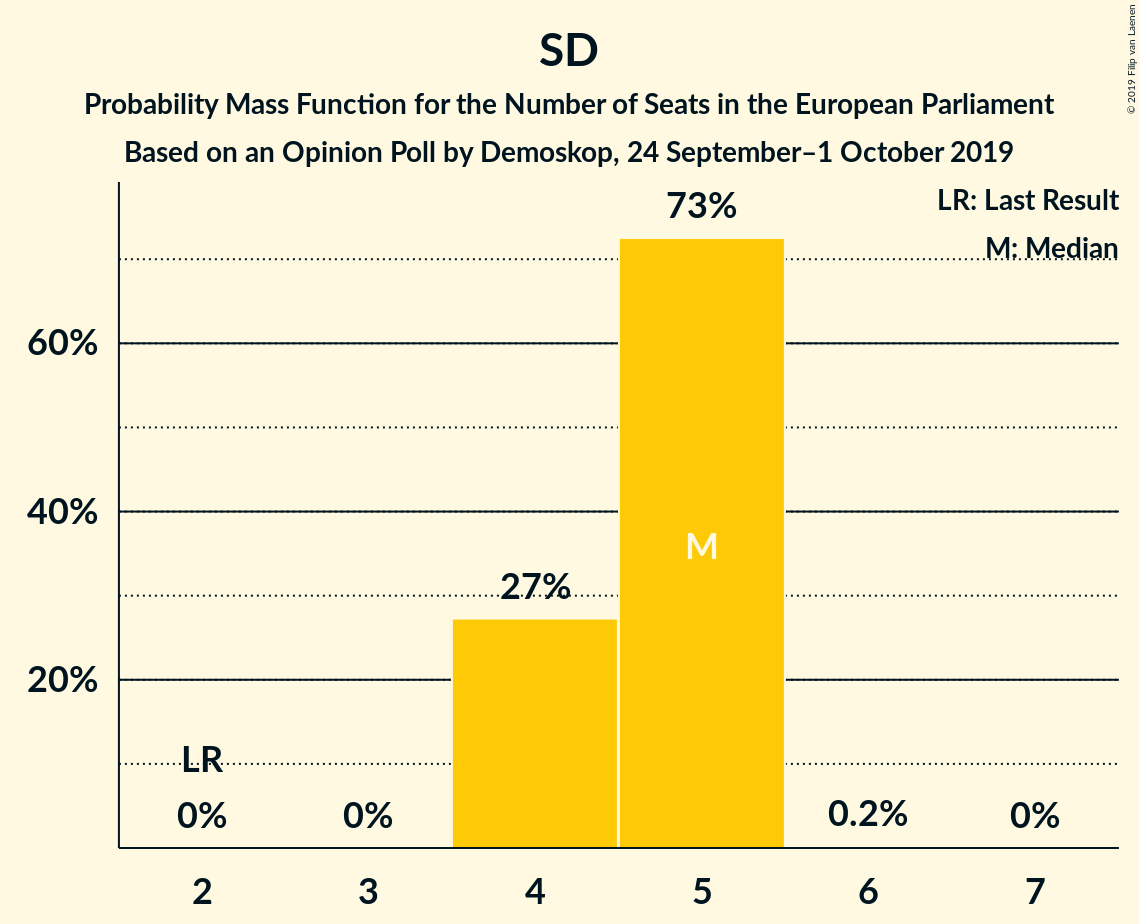 SD
Probability Mass Function for the Number of Seats in the European Parliament
Based on an Opinion Poll by Demoskop, 24 September–1 October 2019
© 2019 Filip van Laenen
LR: Last Result
M: Median
73%
60%
40%
M
27%
20%
LR
0%
0%
0.2%
0%
2 3 4 5 6 7